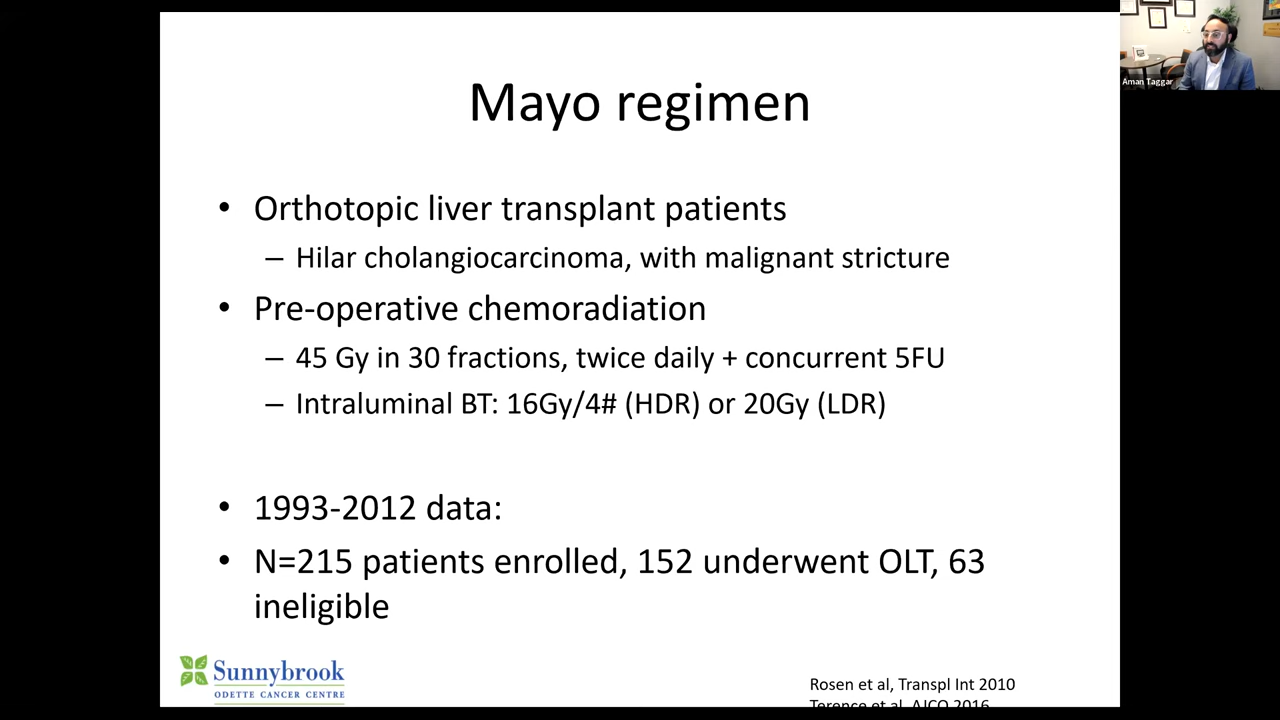 Mayo regimen
• Orthotopic liver transplant patients
– Hilar cholangiocarcinoma, with malignant stricture
• Pre-operative chemoradiation
– 45 Gy in 30 fractions, twice daily + concurrent 5FU
– Intraluminal BT: 16Gy/4# (HDR) or 20Gy (LDR)
• 1993-2012 data:
• N=215 patients enrolled, 152 underwent OLT, 63
ineligible
Sunnybrook
ODETTE CANCER CENTRE
Rosen et al, Transpl Int 2010
Terence et al, AJCO 2016
Aman Taggar